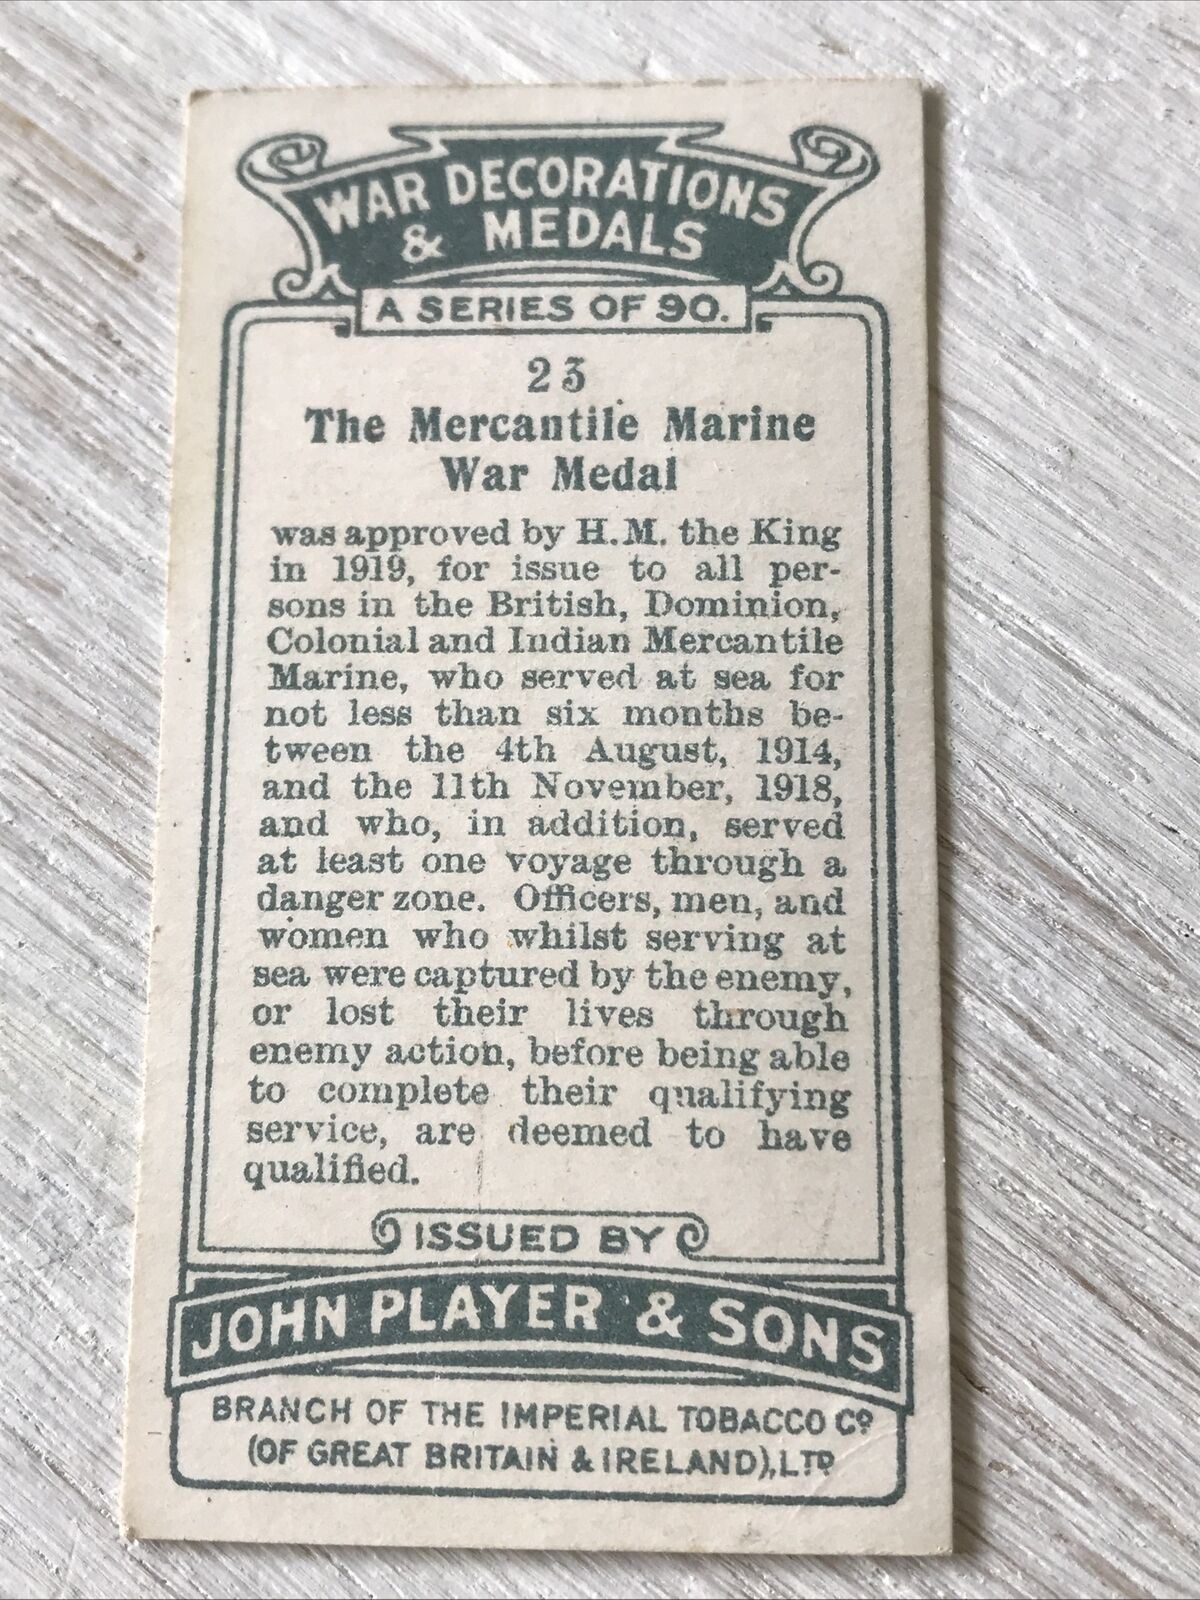 WAR DECORATIONS
& MEDALS
A SERIES OF 90.
23
The Mercantile Marine
War Medal
was approved by H.M. the King
in 1919, for issue to all per-
sons in the British, Dominion,
Colonial and Indian Mercantile
Marine, who served at sea for
not less than six months be-
tween the 4th August, 1914,
and the 11th November, 1918,
and who, in addition, served
at least one voyage through a
danger zone. Officers, men, and
women who whilst serving at
sea were captured by the enemy,
or lost their lives through
enemy action, before being able
to complete their qualifying
service, are deemed to have
qualified.
ISSUED BY
JOHN PLAYER & SONS
BRANCH OF THE IMPERIAL TOBACCO Co.
(OF GREAT BRITAIN & IRELAND), LTD